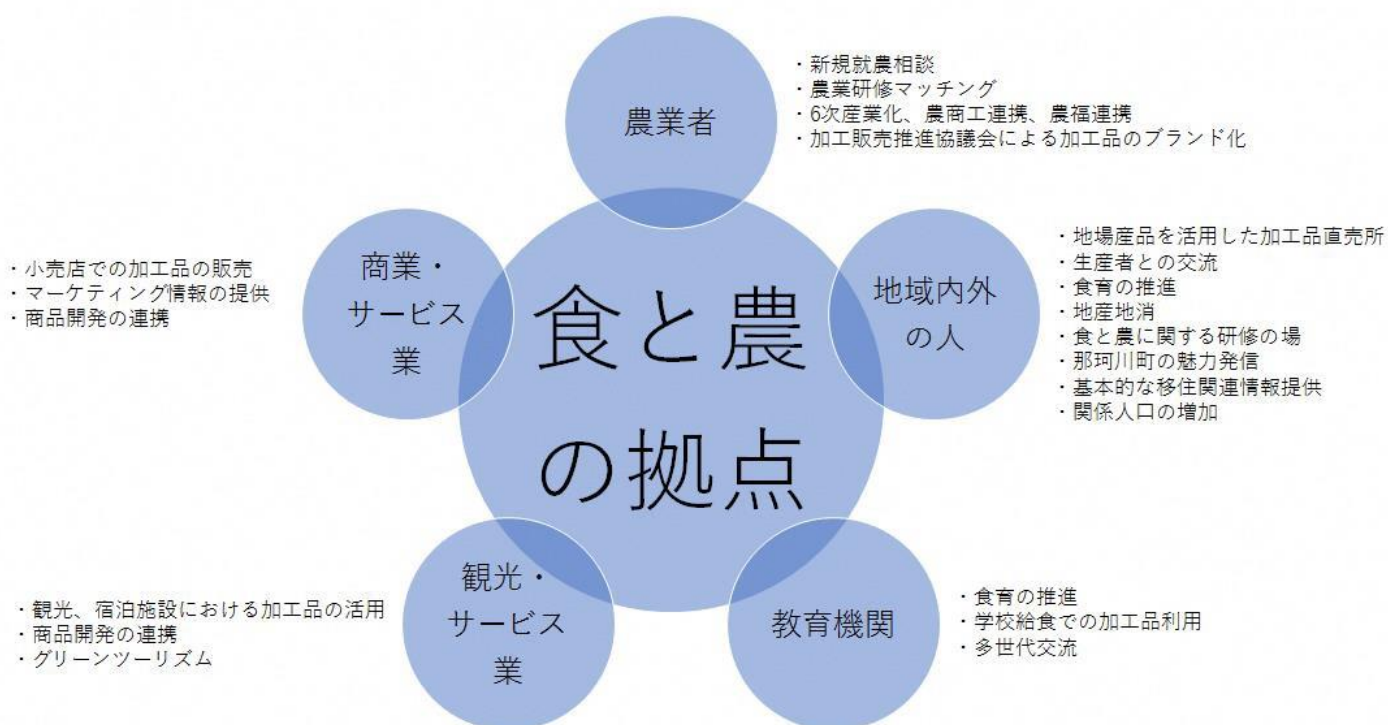 農業者
・新規就農相談
・農業研修マッチング
・6次産業化、農商工連携、農福連携
・加工販売推進協議会による加工品のブランド化
地域内外
の人
・地場産品を活用した加工品直売所
・生産者との交流
・食育の推進
・地産地消
・食と農に関する研修の場
・那珂川町の魅力発信
・基本的な移住関連情報提供
・関係人口の増加
商業・
サービス
業
・小売店での加工品の販売
・マーケティング情報の提供
・商品開発の連携
食と農
の拠点
観光・
サービス
業
・観光、宿泊施設における加工品の活用
・商品開発の連携
・グリーンツーリズム
教育機関
・食育の推進
・学校給食での加工品利用
・多世代交流